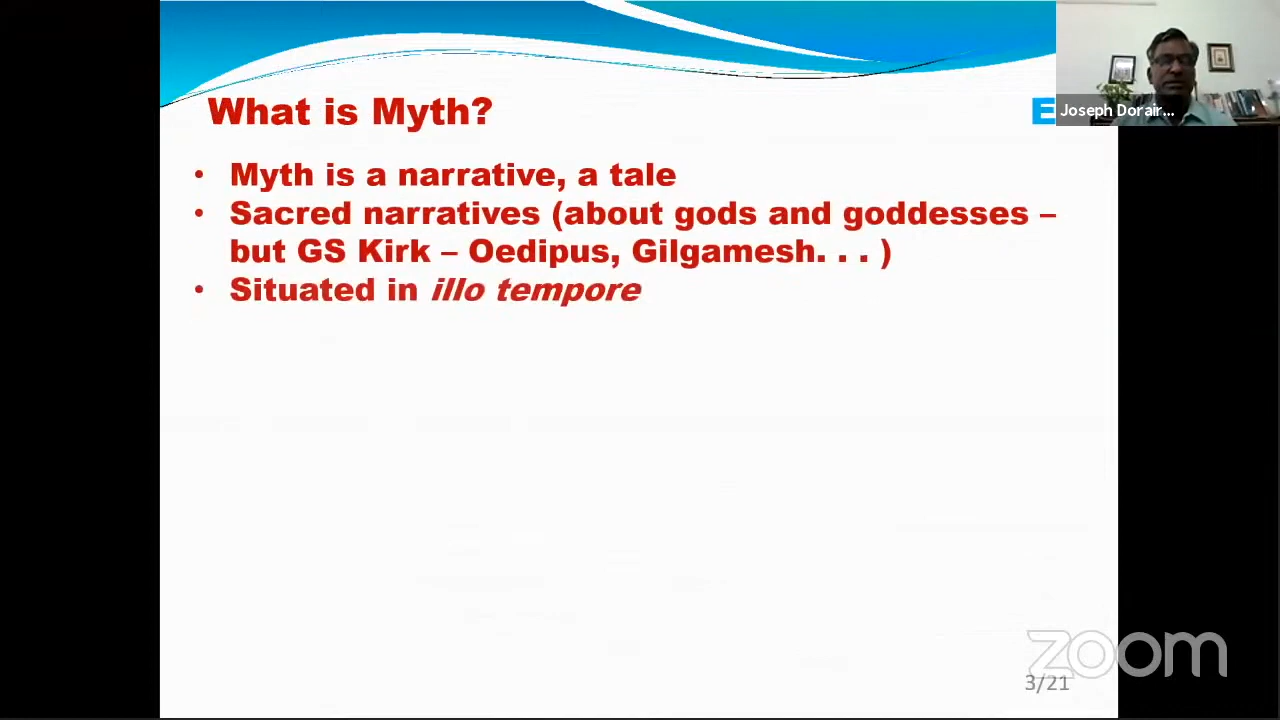 What is Myth?
E
Joseph Dorair...
• Myth is a narrative, a tale
• Sacred narratives (about gods and goddesses –
but GS Kirk – Oedipus, Gilgamesh. . . )
• Situated in illo tempore
zoom
3/21